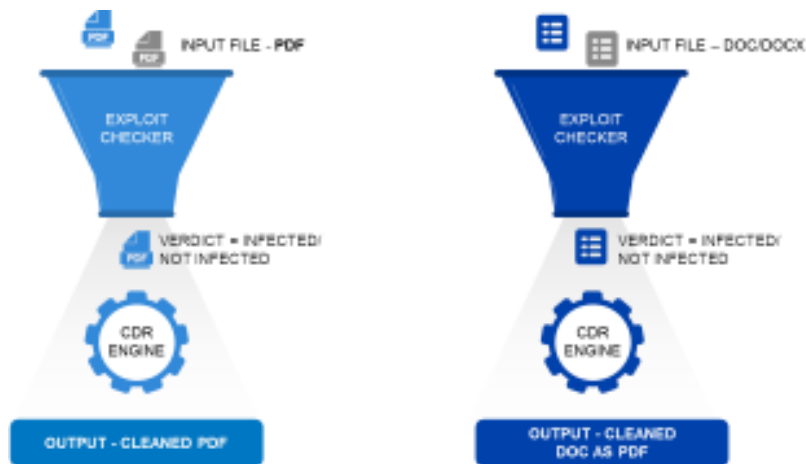 PDF
PDF
INPUT FILE - PDF
EXPLOIT
CHECKER
PDF
VERDICT = INFECTED/
NOT INFECTED
CDR
ENGINE
OUTPUT - CLEANED PDF
INPUT FILE – DOC/DOCX
EXPLOIT
CHECKER
VERDICT = INFECTED/
NOT INFECTED
CDR
ENGINE
OUTPUT - CLEANED
DOC AS PDF